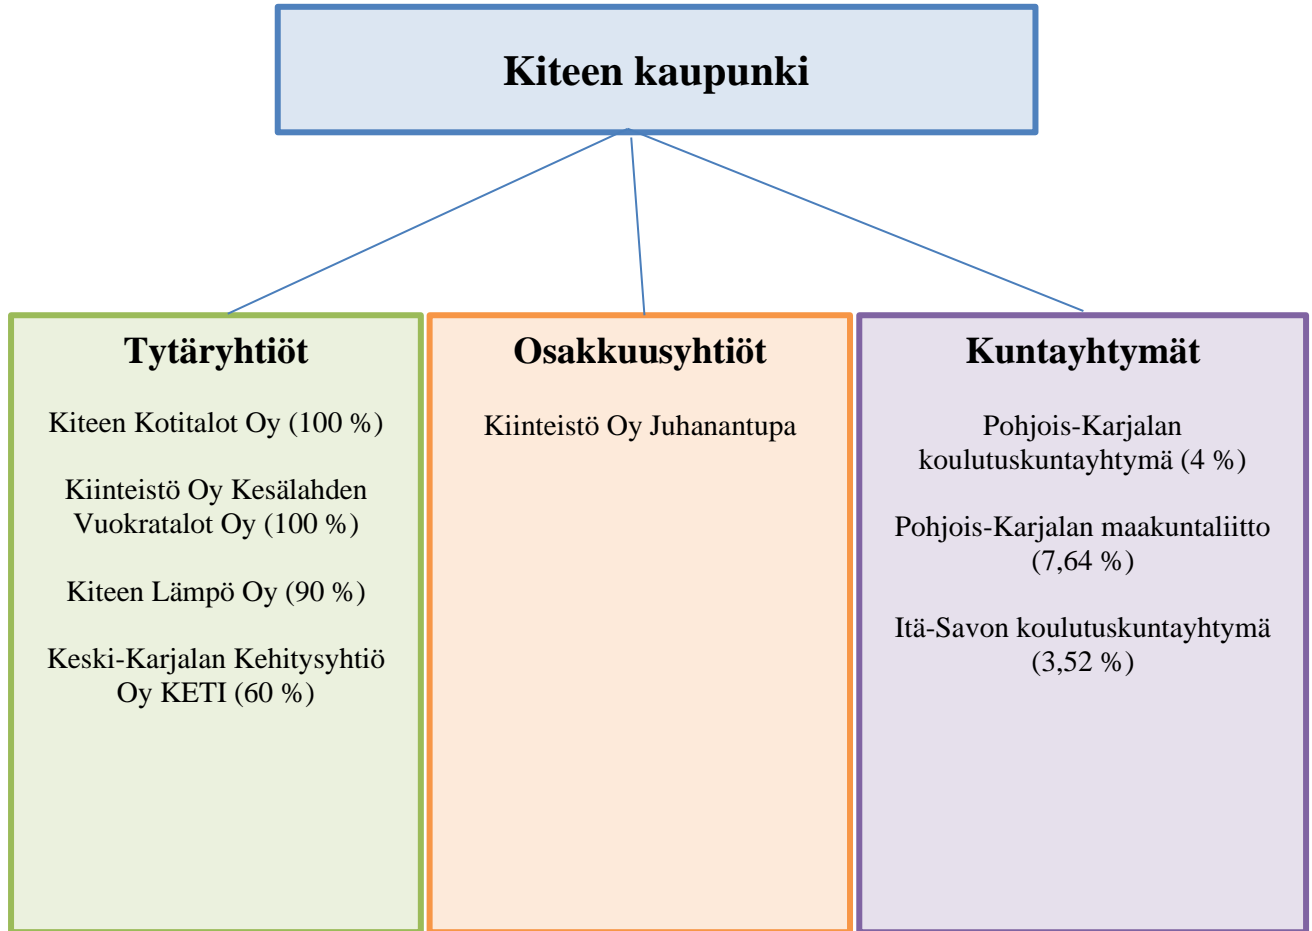 Kiteen kaupunki
Tytäryhtiöt
Kiteen Kotitalot Oy (100 %)
Kiinteistö Oy Kesälahden
Vuokratalot Oy (100 %)
Kiteen Lämpö Oy (90 %)
Keski-Karjalan Kehitysyhtiö
Oy KETI (60 %)
Osakkuusyhtiöt
Kiinteistö Oy Juhanantupa
Kuntayhtymät
Pohjois-Karjalan
koulutuskuntayhtymä (4 %)
Pohjois-Karjalan maakuntaliitto
(7,64 %)
Itä-Savon koulutuskuntayhtymä
(3,52 %)